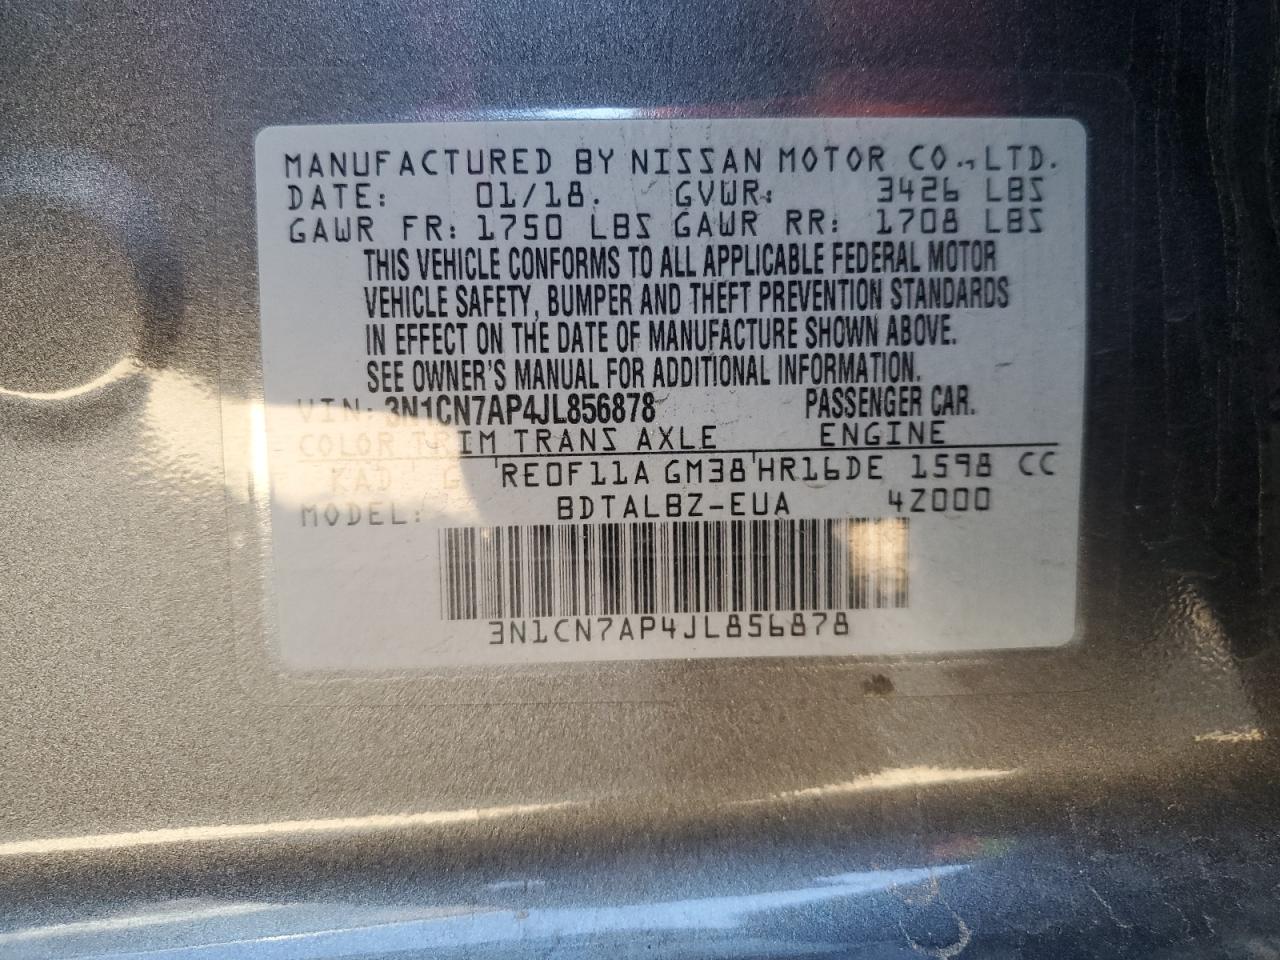 MANUFACTURED BY NISSAN MOTOR CO., LTD.
DATE: 01/18. GVWR: 3426 LBS
GAWR FR: 1750 LBS GAWR RR: 1708 LBS
THIS VEHICLE CONFORMS TO ALL APPLICABLE FEDERAL MOTOR
VEHICLE SAFETY, BUMPER AND THEFT PREVENTION STANDARDS
IN EFFECT ON THE DATE OF MANUFACTURE SHOWN ABOVE.
SEE OWNER'S MANUAL FOR ADDITIONAL INFORMATION.
VIN: 3N1CN7AP4JL856878 PASSENGER CAR.
COLOR TRIM TRANS AXLE ENGINE
KAD G RE0F11A GM38 HR16DE 1598 CC
MODEL: BDTALBZ-EUA 4Z000
3N1CN7AP4JL856878